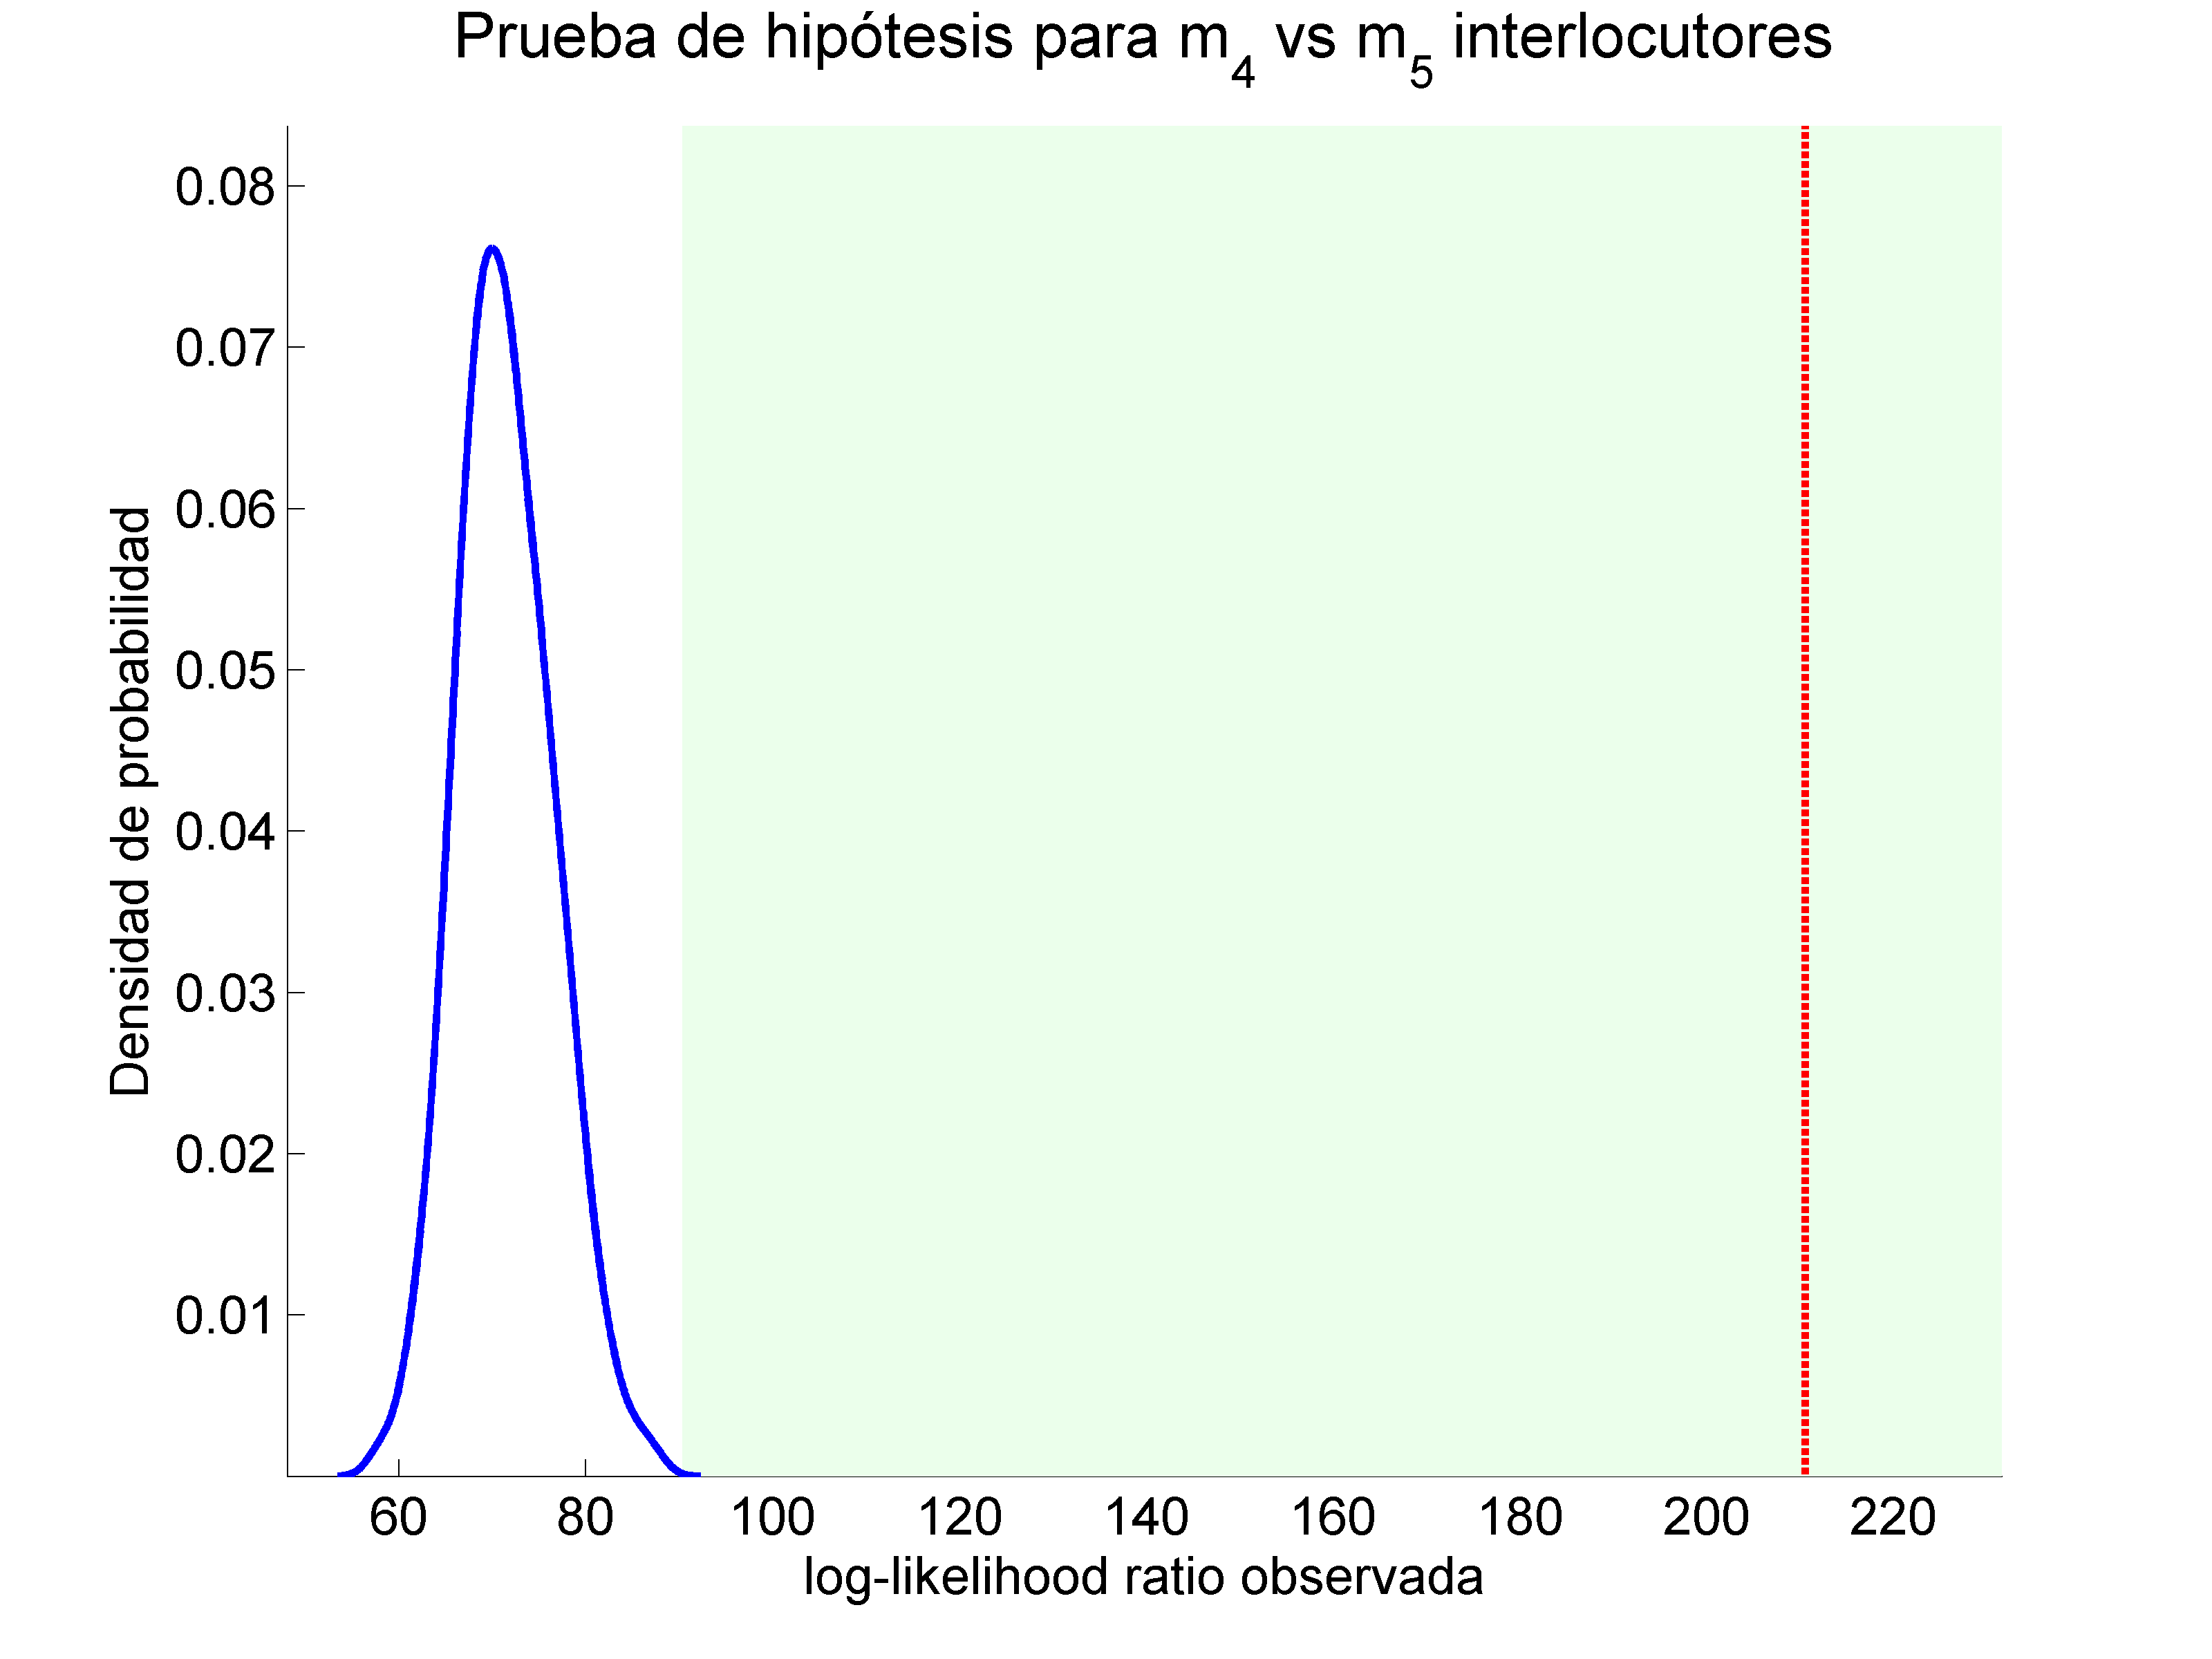 Prueba de hipótesis para m4 vs m5 interlocutores
0.08
0.07
0.06
0.05
0.04
0.03
0.02
0.01
Densidad de probabilidad
60 80 100 120 140 160 180 200 220
log-likelihood ratio observada